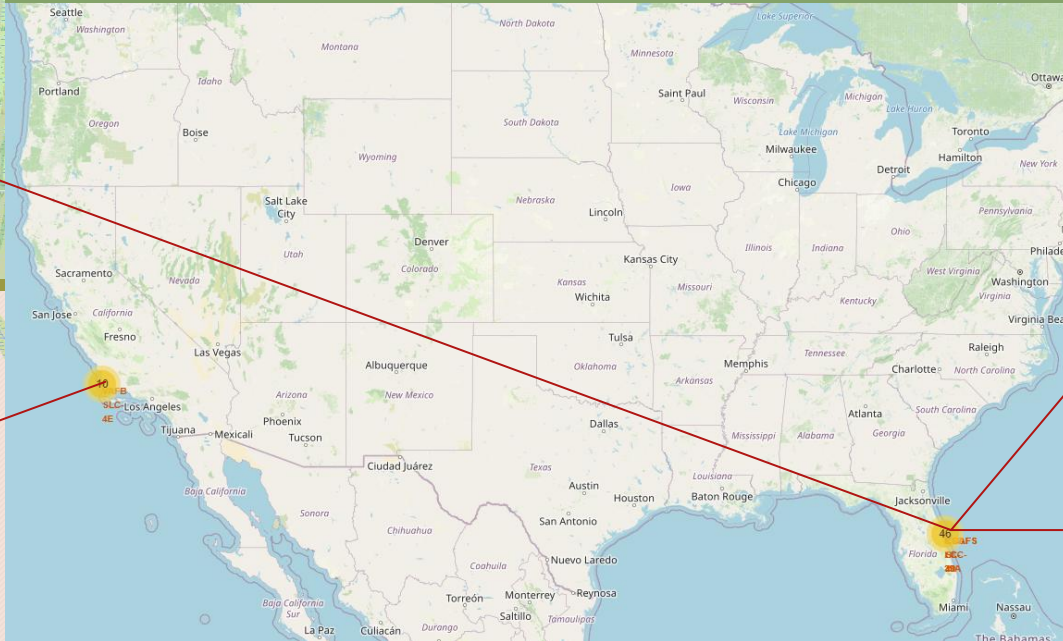 Seattle
Washington
North Dakota
Lake Superior
Montana
Minnesota
Ottawa
Portland
Idaho
Saint Paul
Wisconsin
Michigan
Lake Huron
Oregon
Boise
South Dakota
Lake Michigan
Toronto
Milwaukee
Hamilton
Wyoming
Detroit
New York
Chicago
Iowa
Salt Lake
City
Nebraska
Lincoln
Pennsylvania
Denver
Utah
Illinois
Indiana
Ohio
Kansas City
Colorado
Sacramento
Nevada
Kansas
Missouri
West Virginia
Washington
Wichita
Virginia
Kentucky
San Jose
California
Fresno
Tulsa
Raleigh
Las Vegas
Tennessee
Memphis
Charlotte
North Carolina
Albuquerque
Oklahoma
Arkansas
10
Arizona
New Mexico
SLC-
Los Angeles
4E
South Carolina
Atlanta
Phoenix
Dallas
Georgia
Tijuana
Mexicali
Tucson
Mississippi
Alabama
Ciudad Juárez
Texas
Louisiana
Austin
Baton Rouge
Jacksonville
Baja California
Houston
Sonora
San Antonio
Chihuahua
46
Florida
Nuevo Laredo
Coahuila
Torreón
Monterrey
Reynosa
Baja California
Sur
Saltillo
Tamaulipas
Miami
Nassau
La Paz
Culiacán
Durango
The Bahamas